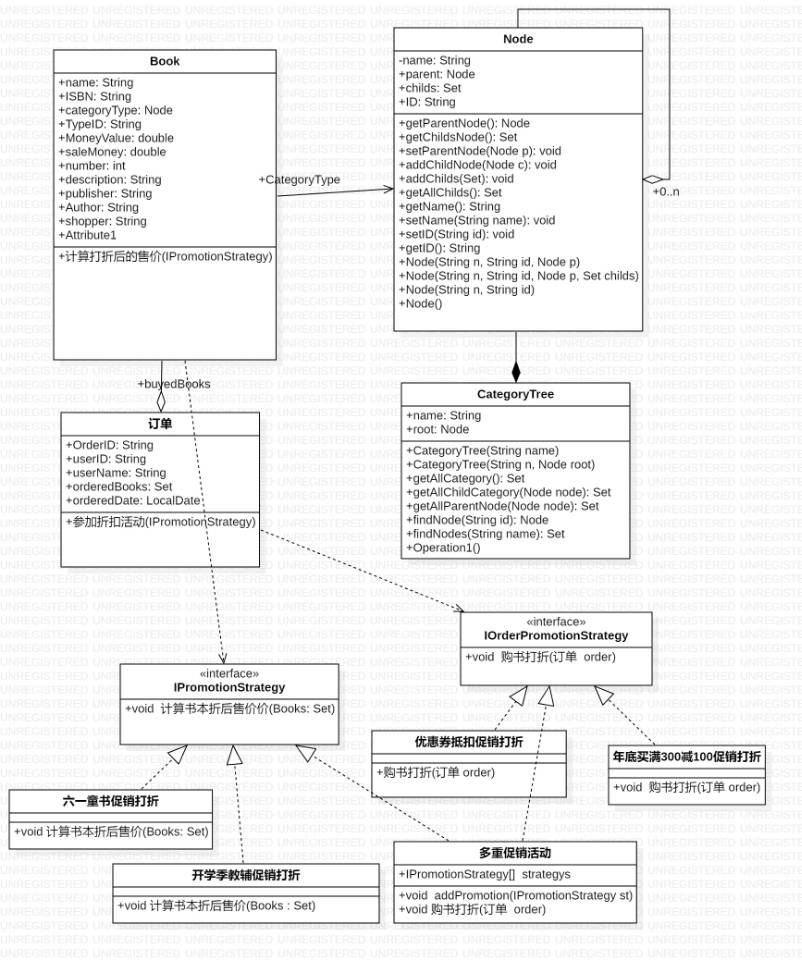 Book
+name: String
+ISBN: String
+categoryType: Node
+TypeID: String
+MoneyValue: double
+saleMoney: double
+number: int
+description: String
+publisher: String
+Author: String
+shopper: String
+Attribute1
+计算打折后的售价(IPromotionStrategy)
+CategoryType
Node
-name: String
+parent: Node
+childs: Set
+ID: String
+getParentNode(): Node
+getChildsNode(): Set
+setParentNode(Node p): void
+addChildNode(Node c): void
+addChilds(Set): void
+getAllChilds(): Set
+getName(): String
+setName(String name): void
+setID(String id): void
+getID(): String
+Node(String n, String id, Node p)
+Node(String n, String id, Node p, Set childs)
+Node(String n, String id)
+Node()
+0..n
+buyedBooks
订单
+OrderID: String
+userID: String
+userName: String
+orderedBooks: Set
+orderedDate: LocalDate
+参加折扣活动(IPromotionStrategy)
CategoryTree
+name: String
+root: Node
+CategoryTree(String name)
+CategoryTree(String n, Node root)
+getAllCategory(): Set
+getAllChildCategory(Node node): Set
+getAllParentNode(Node node): Set
+findNode(String id): Node
+findNodes(String name): Set
+Operation1()
«interface»
IOrderPromotionStrategy
+void 购书打折(订单 order)
«interface»
IPromotionStrategy
+void 计算书本折后售价价(Books: Set)
优惠券抵扣促销打折
+购书打折(订单 order)
年底买满300减100促销打折
+void 购书打折(订单 order)
六一童书促销打折
+void 计算书本折后售价(Books: Set)
开学季教辅促销打折
+void 计算书本折后售价(Books : Set)
多重促销活动
+IPromotionStrategy[] strategys
+void addPromotion(IPromotionStrategy st)
+void 购书打折(订单 order)
UNREGISTERED